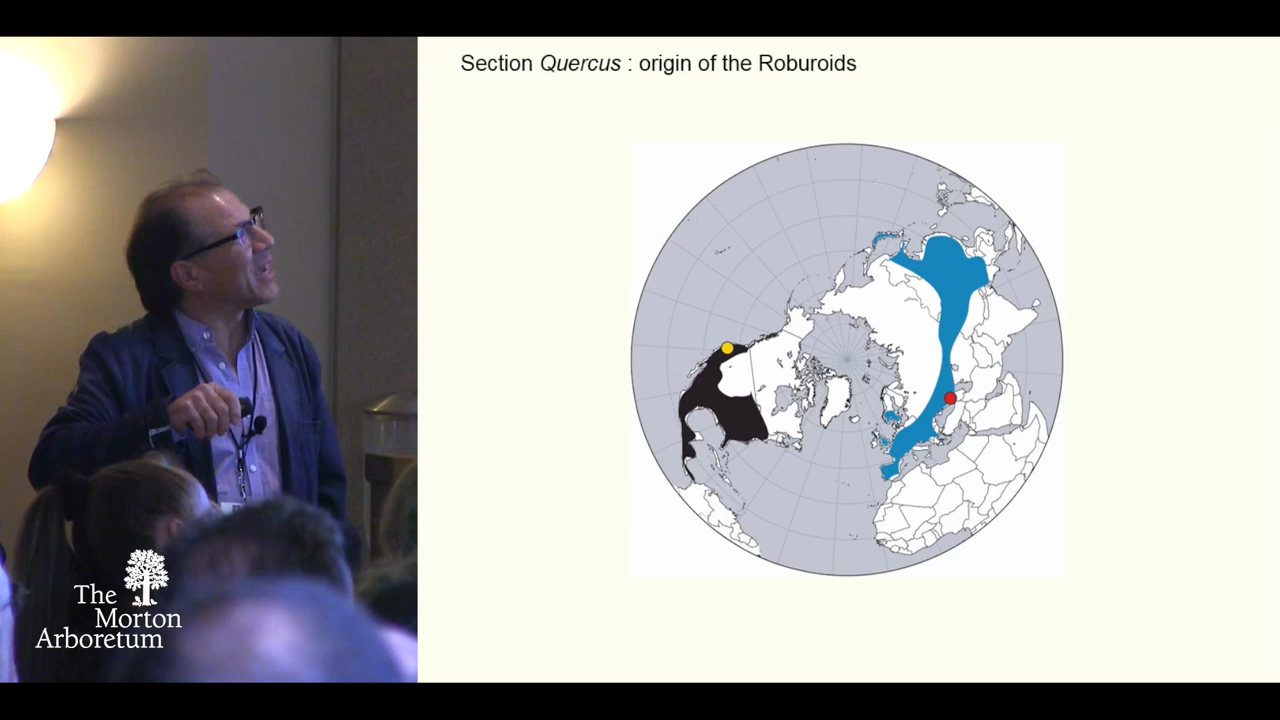 Section Quercus : origin of the Roburoids
The
Morton
Arboretum